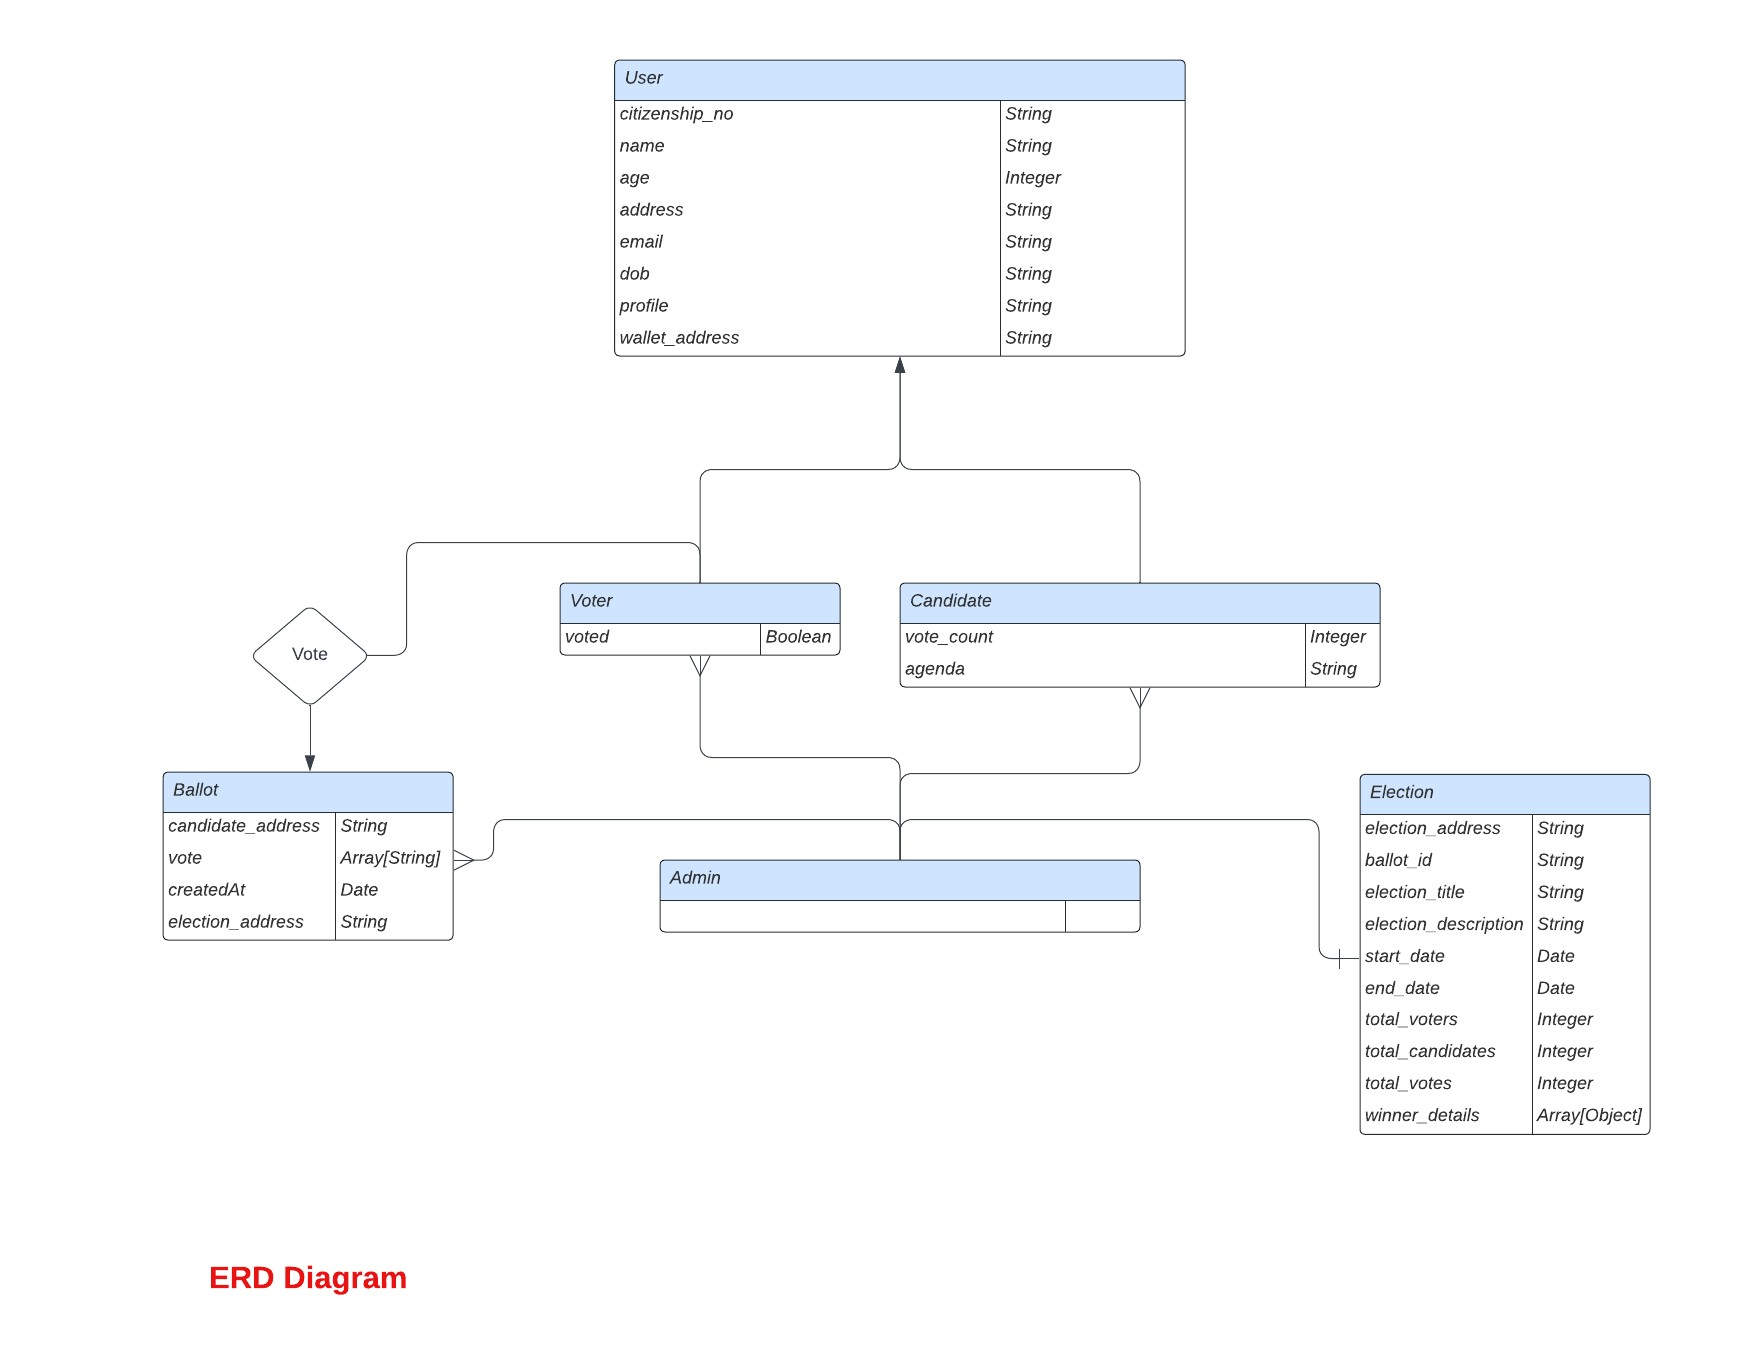 User
citizenship_no String
name String
age Integer
address String
email String
dob String
profile String
wallet_address String
Voter
voted Boolean
Candidate
vote_count Integer
agenda String
Vote
Ballot
candidate_address String
vote Array[String]
createdAt Date
election_address String
Admin
Election
election_address String
ballot_id String
election_title String
election_description String
start_date Date
end_date Date
total_voters Integer
total_candidates Integer
total_votes Integer
winner_details Array[Object]
ERD Diagram